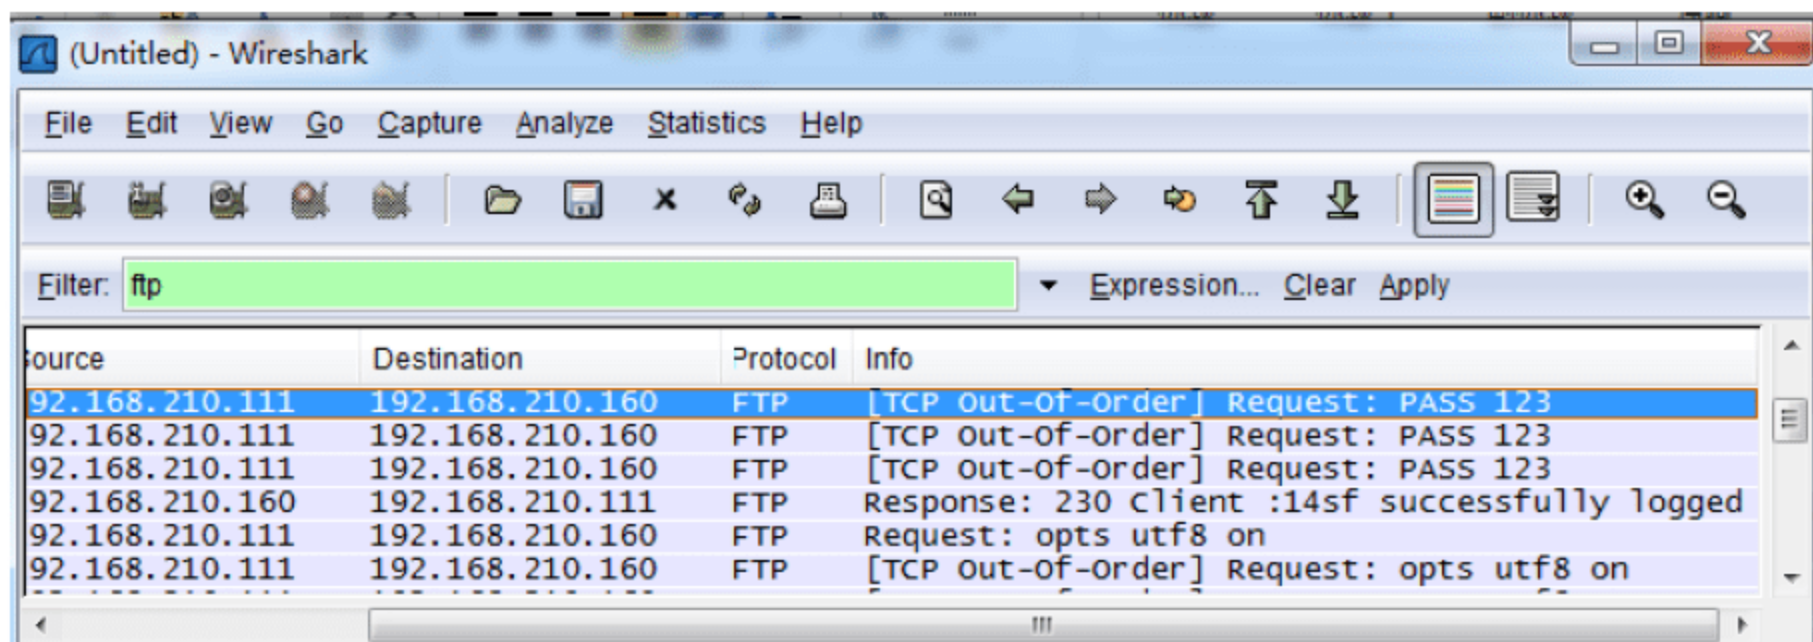 (Untitled) - Wireshark
File Edit View Go Capture Analyze Statistics Help
Filter: ftp Expression... Clear Apply
Source Destination Protocol Info
92.168.210.111 192.168.210.160 FTP [TCP Out-Of-Order] Request: PASS 123
92.168.210.111 192.168.210.160 FTP [TCP Out-Of-Order] Request: PASS 123
92.168.210.111 192.168.210.160 FTP [TCP Out-Of-Order] Request: PASS 123
92.168.210.160 192.168.210.111 FTP Response: 230 Client :14sf successfully logged
92.168.210.111 192.168.210.160 FTP Request: opts utf8 on
92.168.210.111 192.168.210.160 FTP [TCP Out-Of-Order] Request: opts utf8 on